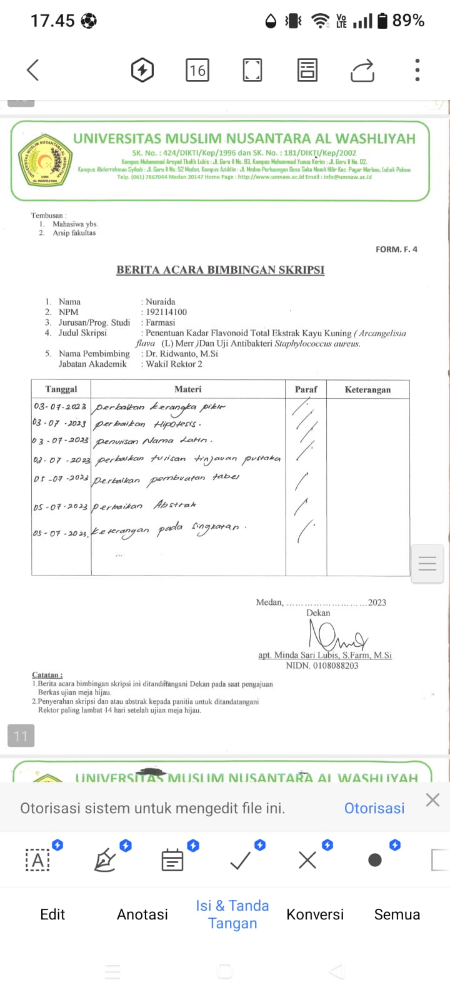 17.45
Vo LTE 89%
16
UNIVERSITAS MUSLIM NUSANTARA AL WASHLIYAH
SK. No. : 424/DIKTI/Kep/1996 dan SK. No. : 181/DIKTI/Kep/2002
Kampus Muhammad Arsyad Thalib Lubis : Jl. Garu II No. 93, Kampus Muhammad Yunus Karim : Jl. Garu II No. 02,
Kampus Abdurrahman Syihab : Jl. Garu II No. 52 Medan, Kampus Aziddin : Jl. Medan Perbaungan Desa Suka Mandi Hilir Kec. Pagar Merbau, Lubuk Pakam
Telp. (061) 7867044 Medan 20147 Home Page : http://www.umnaw.ac.id Email : info@umnaw.ac.id
UNIVERSITAS MUSLIM NUSANTARA AL WASHLIYAH
UMN
AL WASHLIYAH
Tembusan :
1. Mahasiwa ybs.
2. Arsip fakultas
FORM. F. 4
BERITA ACARA BIMBINGAN SKRIPSI
1. Nama : Nuraida
2. NPM : 192114100
3. Jurusan/Prog. Studi : Farmasi
4. Judul Skripsi : Penentuan Kadar Flavonoid Total Ekstrak Kayu Kuning (Arcangelisia
flava (L) Merr )Dan Uji Antibakteri Staphylococcus aureus.
5. Nama Pembimbing : Dr. Ridwanto, M.Si
Jabatan Akademik : Wakil Rektor 2
Tanggal Materi Paraf Keterangan
03-07-2023 perbaikan kerangka pikir
03-07-2023 perbaikan Hipotesis.
03-07-2023 penulisan Nama Latin.
03-07-2023 perbaikan tulisan tinjauan pustaka
05-07-2023 perbaikan pembuatan tabel
05-07-2023 perbaikan Abstrak
05-07-2023. keterangan pada singkatan.
Medan, ..........................2023
Dekan
apt. Minda Sari Lubis, S.Farm, M.Si
NIDN. 0108088203
Catatan :
1.Berita acara bimbingan skripsi ini ditandatangani Dekan pada saat pengajuan
Berkas ujian meja hijau.
2.Penyerahan skripsi dan atau abstrak kepada panitia untuk ditandatangani
Rektor paling lambat 14 hari setelah ujian meja hijau.
11
UNIVERSITAS MUSLIM NUSANTARA AL WASHLIYAH
Otorisasi sistem untuk mengedit file ini. Otorisasi
A
Edit Anotasi Isi & Tanda Tangan Konversi Semua